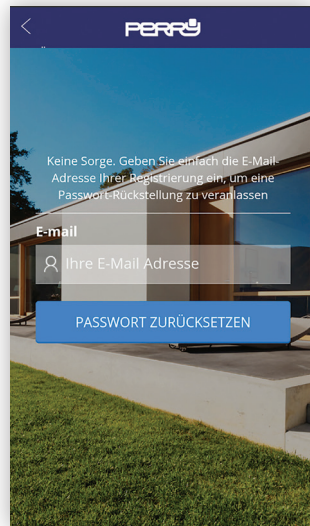 PERRY
Keine Sorge. Geben Sie einfach die E-Mail-
Adresse Ihrer Registrierung ein, um eine
Passwort-Rückstellung zu veranlassen
E-mail
Ihre E-Mail Adresse
PASSWORT ZURÜCKSETZEN